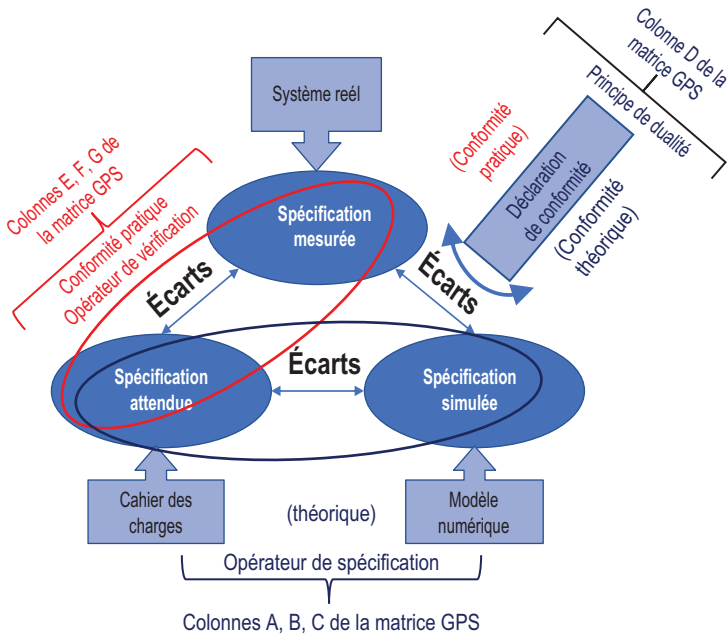 Système reél
Colonne D de la
matrice GPS
Principe de dualité
(Conformité
pratique)
Déclaration
de conformité
(Conformité
théorique)
Colonnes E, F, G de
la matrice GPS
Conformité pratique
Opérateur de vérification
Spécification
mesurée
Écarts
Écarts
Écarts
Spécification
attendue
Spécification
simulée
Cahier des
charges
(théorique)
Modèle
numérique
Opérateur de spécification
Colonnes A, B, C de la matrice GPS